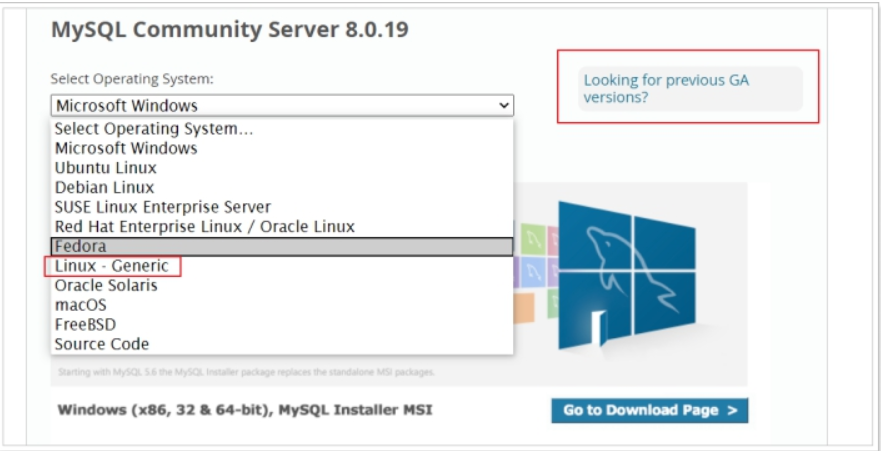 MySQL Community Server 8.0.19
Select Operating System:
Looking for previous GA
versions?
Microsoft Windows
Select Operating System...
Microsoft Windows
Ubuntu Linux
Debian Linux
SUSE Linux Enterprise Server
Red Hat Enterprise Linux / Oracle Linux
Fedora
Linux - Generic
Oracle Solaris
macOS
FreeBSD
Source Code
Starting with MySQL 5.6 the MySQL Installer package replaces the standalone MSI packages.
Windows (x86, 32 & 64-bit), MySQL Installer MSI
Go to Download Page >